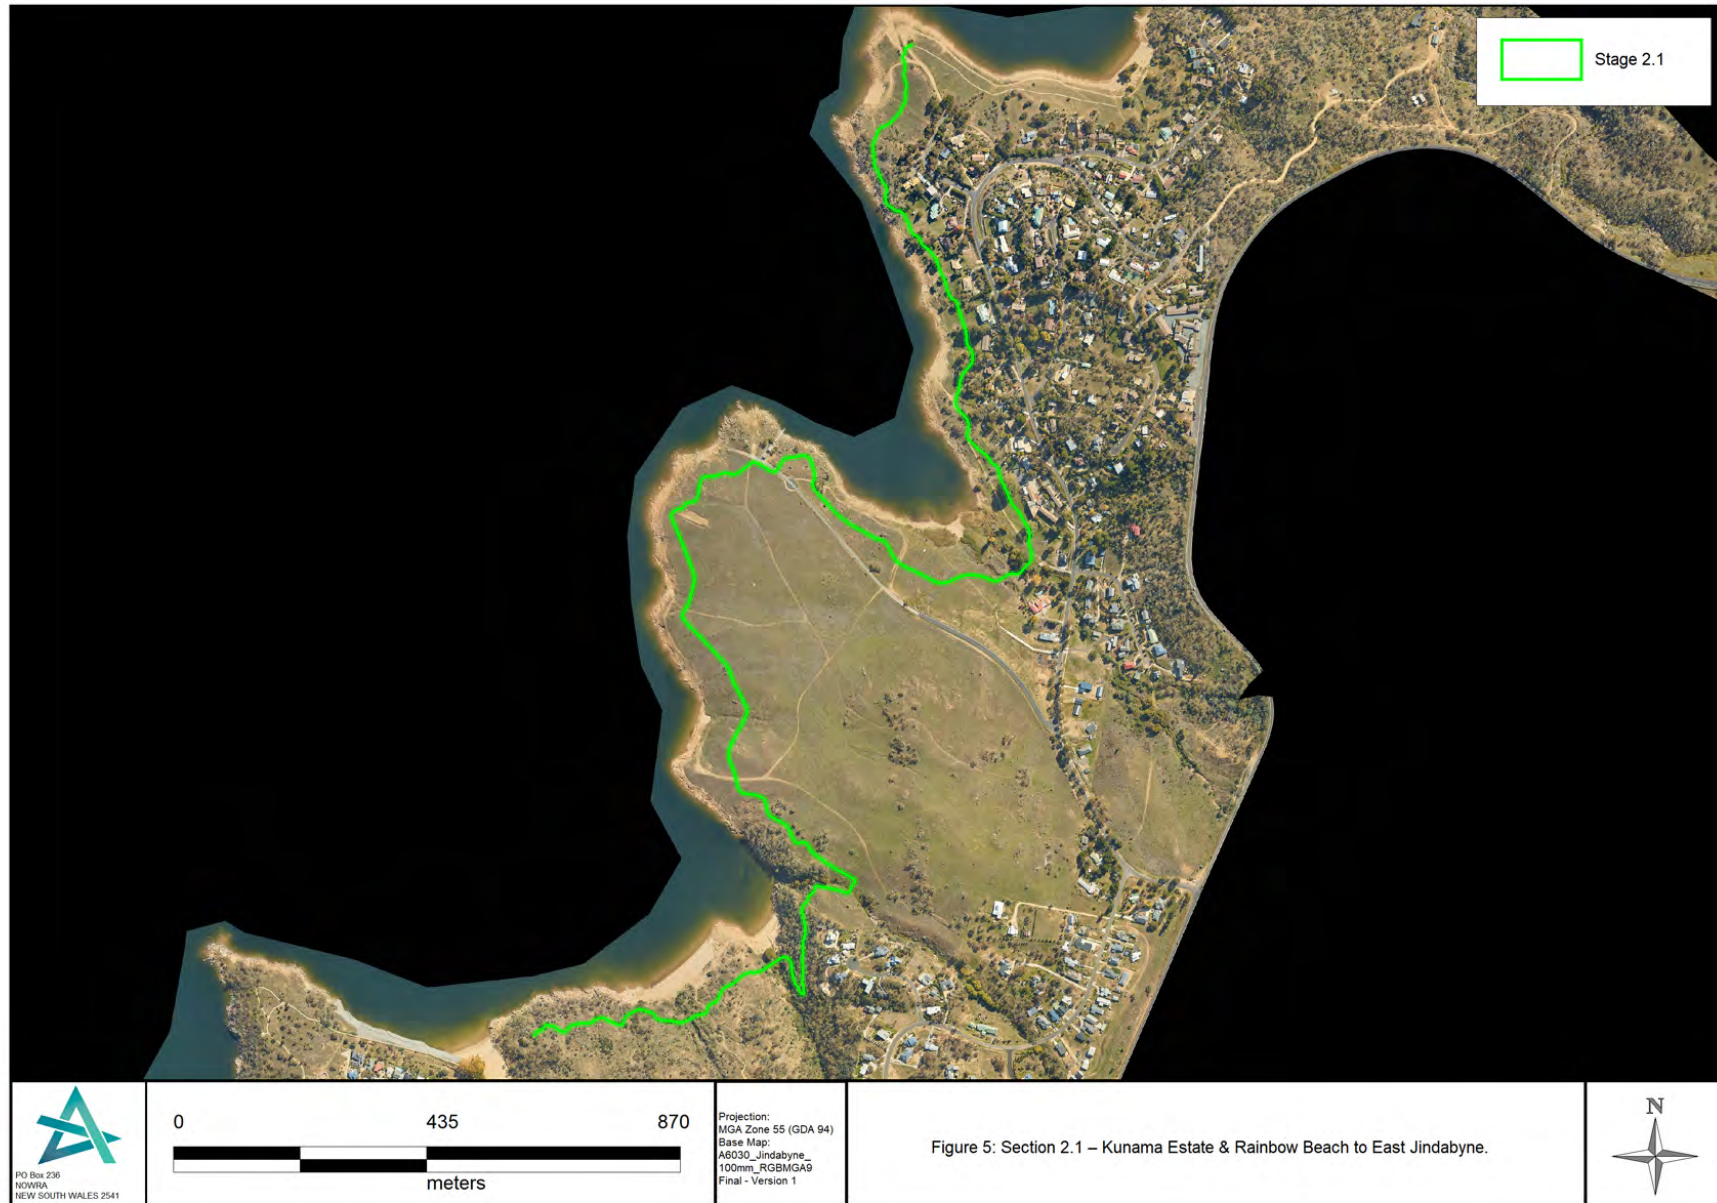 Stage 2.1
PO Box 236
NOWRA
NEW SOUTH WALES 2541
0 435 870
meters
Projection:
MGA Zone 55 (GDA 94)
Base Map:
A6030_Jindabyne_
100mm_RGBMGA9
Final - Version 1
Figure 5: Section 2.1 – Kunama Estate & Rainbow Beach to East Jindabyne.
N